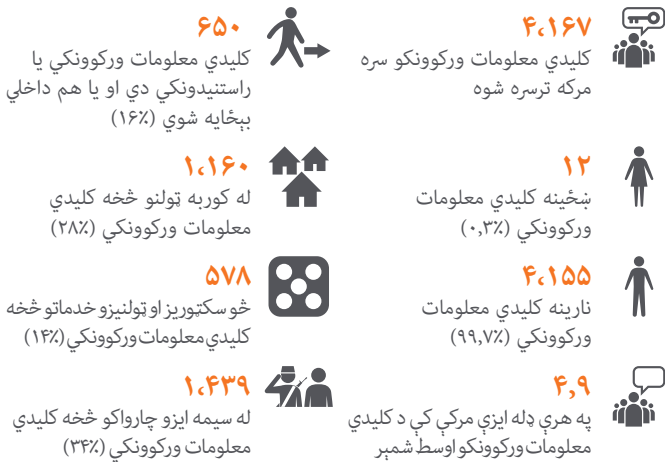 ۴،۱۶۷
کليدي معلومات ورکوونکو سره
مرکه ترسره شوه
۱۲
ښځينه کليدي معلومات
ورکوونکي (۰,۳٪)
۴،۱۵۵
نارينه کليدي معلومات
ورکوونکي (۹۹,۷٪)
۴,۹
په هرې ډله ايزې مرکې کې د کليدي
معلومات ورکوونکو اوسط شمېر
۶۵۰
کليدي معلومات ورکوونکي يا
راستنيدونکي دي او يا هم داخلي
بېځايه شوي (۱۶٪)
۱،۱۶۰
له کوربه ټولنو څخه کليدي
معلومات ورکوونکي (۲۸٪)
۵۷۸
څو سکټوريز او ټولنيزو خدماتو څخه
کليدي معلومات ورکوونکي (۱۴٪)
۱،۴۳۹
له سيمه ايزو چارواکو څخه کليدي
معلومات ورکوونکي (۳۴٪)